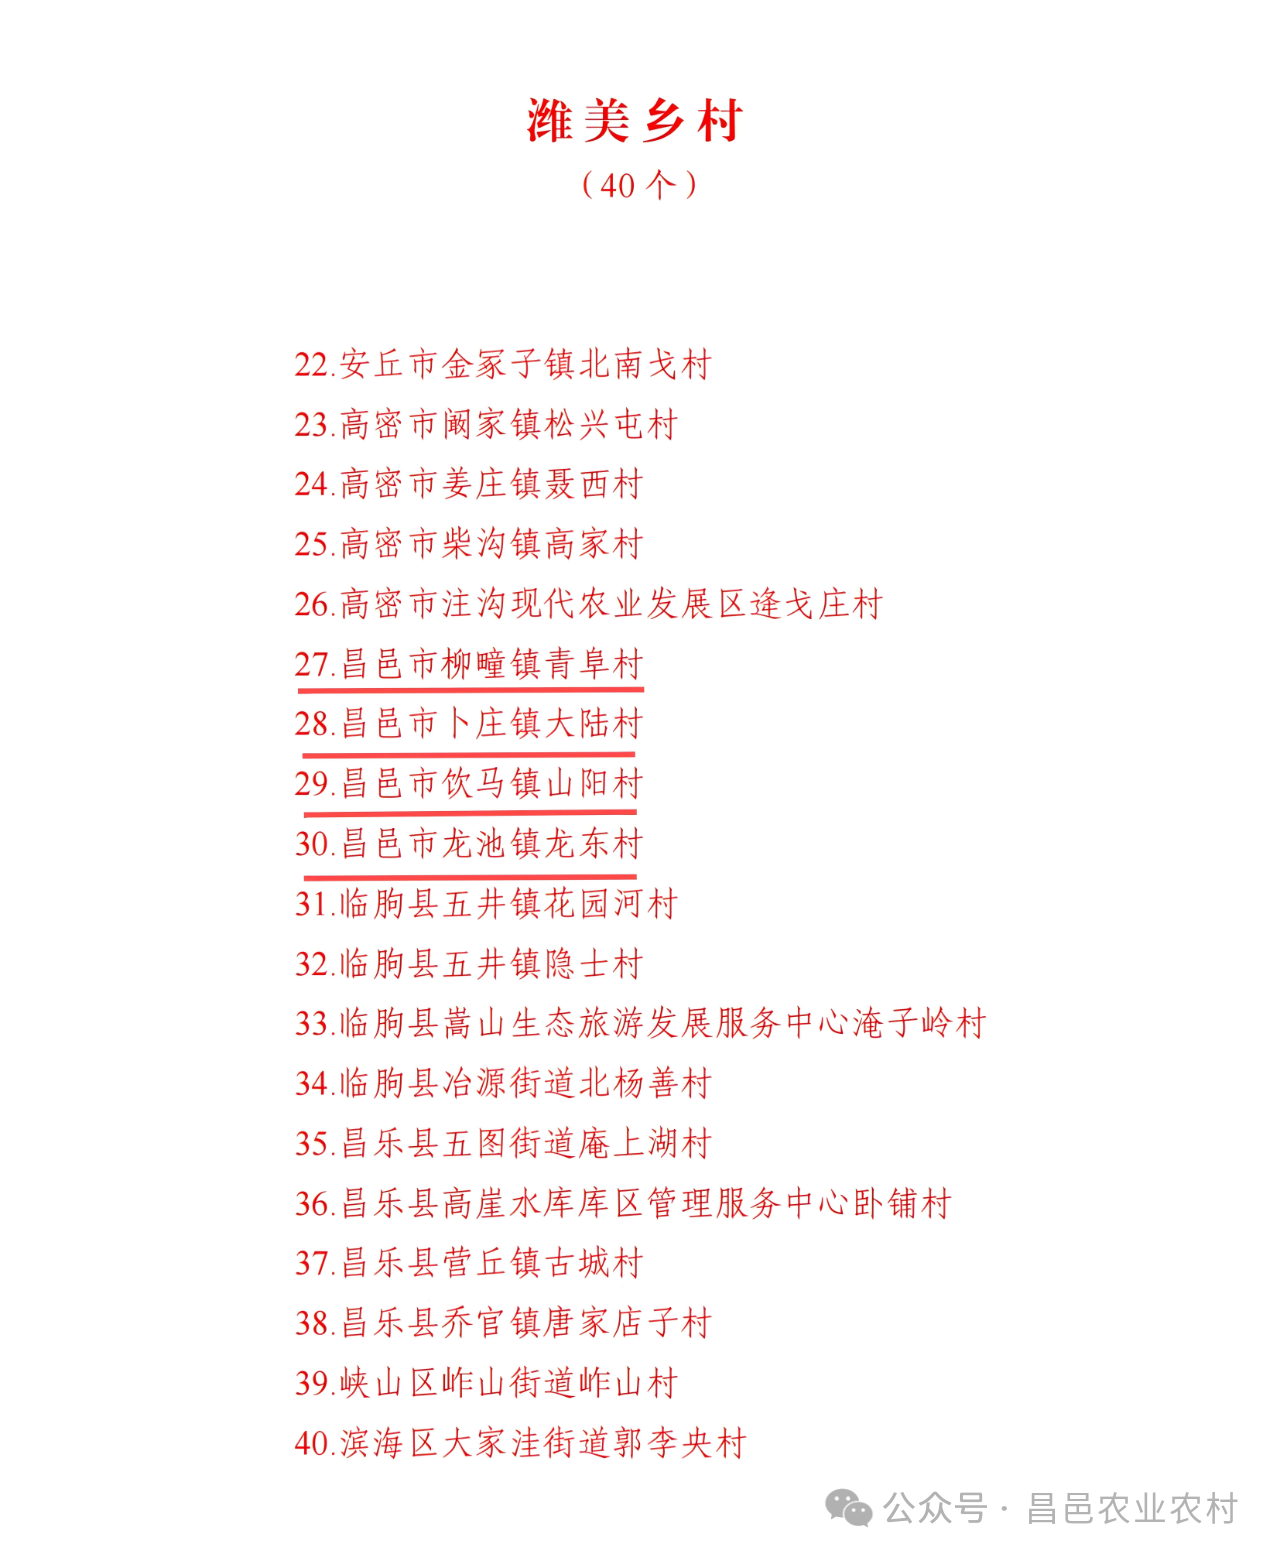 潍美乡村
（40个）
22.安丘市金冢子镇北南戈村
23.高密市阚家镇松兴屯村
24.高密市姜庄镇聂西村
25.高密市柴沟镇高家村
26.高密市注沟现代农业发展区逄戈庄村
27.昌邑市柳疃镇青阜村
28.昌邑市卜庄镇大陆村
29.昌邑市饮马镇山阳村
30.昌邑市龙池镇龙东村
31.临朐县五井镇花园河村
32.临朐县五井镇隐士村
33.临朐县嵩山生态旅游发展服务中心淹子岭村
34.临朐县冶源街道北杨善村
35.昌乐县五图街道庵上湖村
36.昌乐县高崖水库库区管理服务中心卧铺村
37.昌乐县营丘镇古城村
38.昌乐县乔官镇唐家店子村
39.峡山区岞山街道岞山村
40.滨海区大家洼街道郭李央村
公众号·昌邑农业农村